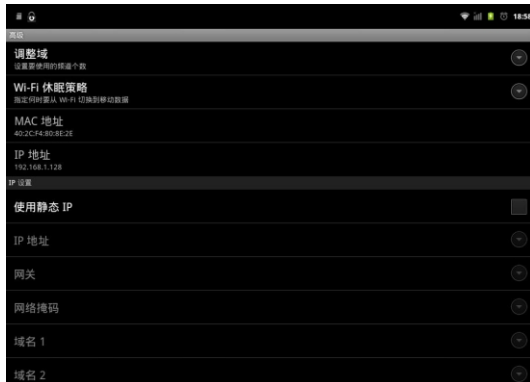 18:58
高级
调整域
设置要使用的频道个数
Wi-Fi 休眠策略
指定何时要从 Wi-Fi 切换到移动数据
MAC 地址
40:2C:F4:80:8E:2E
IP 地址
192.168.1.128
IP 设置
使用静态 IP
IP 地址
网关
网络掩码
域名 1
域名 2